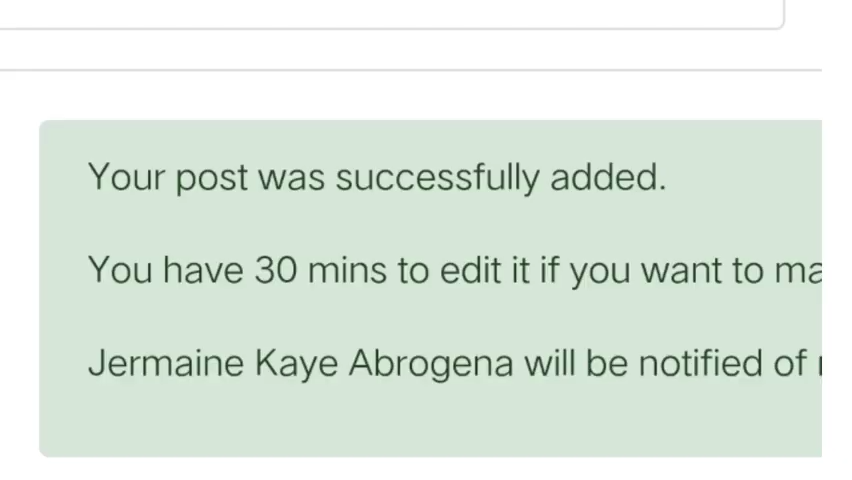 Your post was successfully added.
You have 30 mins to edit it if you want to
Jermaine Kaye Abrogena will be notified of